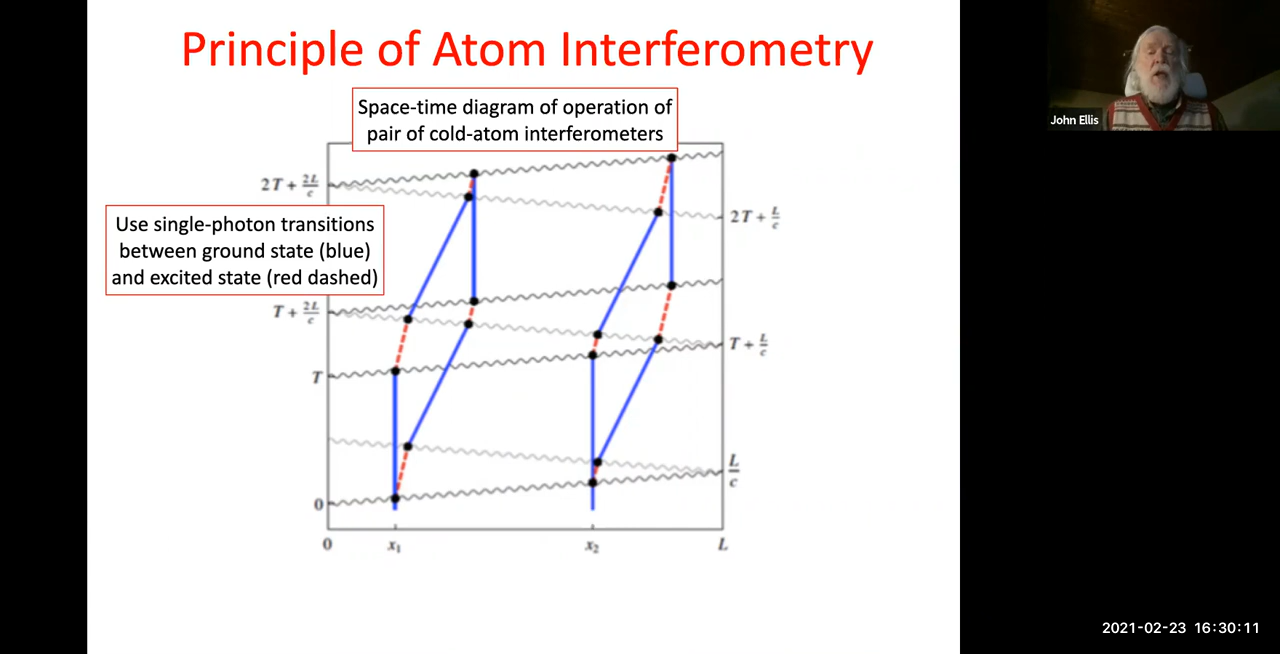 Principle of Atom Interferometry
Space-time diagram of operation of
pair of cold-atom interferometers
John Ellis
2T + 2L/c
2T + L/c
Use single-photon transitions
between ground state (blue)
and excited state (red dashed)
T + 2L/c
T + L/c
T
L/c
0
0
x₁
x₂
L
2021-02-23 16:30:11